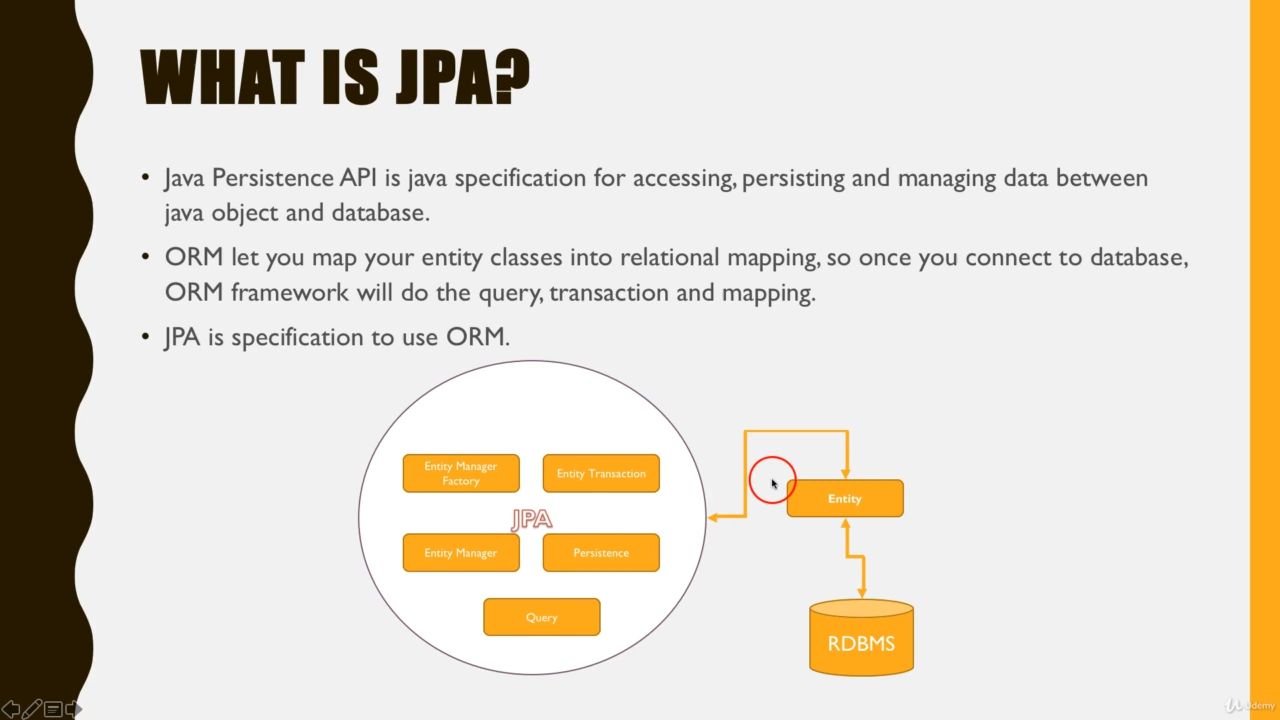 WHAT IS JPA?
• Java Persistence API is java specification for accessing, persisting and managing data between
java object and database.
• ORM let you map your entity classes into relational mapping, so once you connect to database,
ORM framework will do the query, transaction and mapping.
• JPA is specification to use ORM.
Entity Manager
Factory
Entity Transaction
JPA
Entity Manager
Persistence
Query
Entity
RDBMS
Udemy